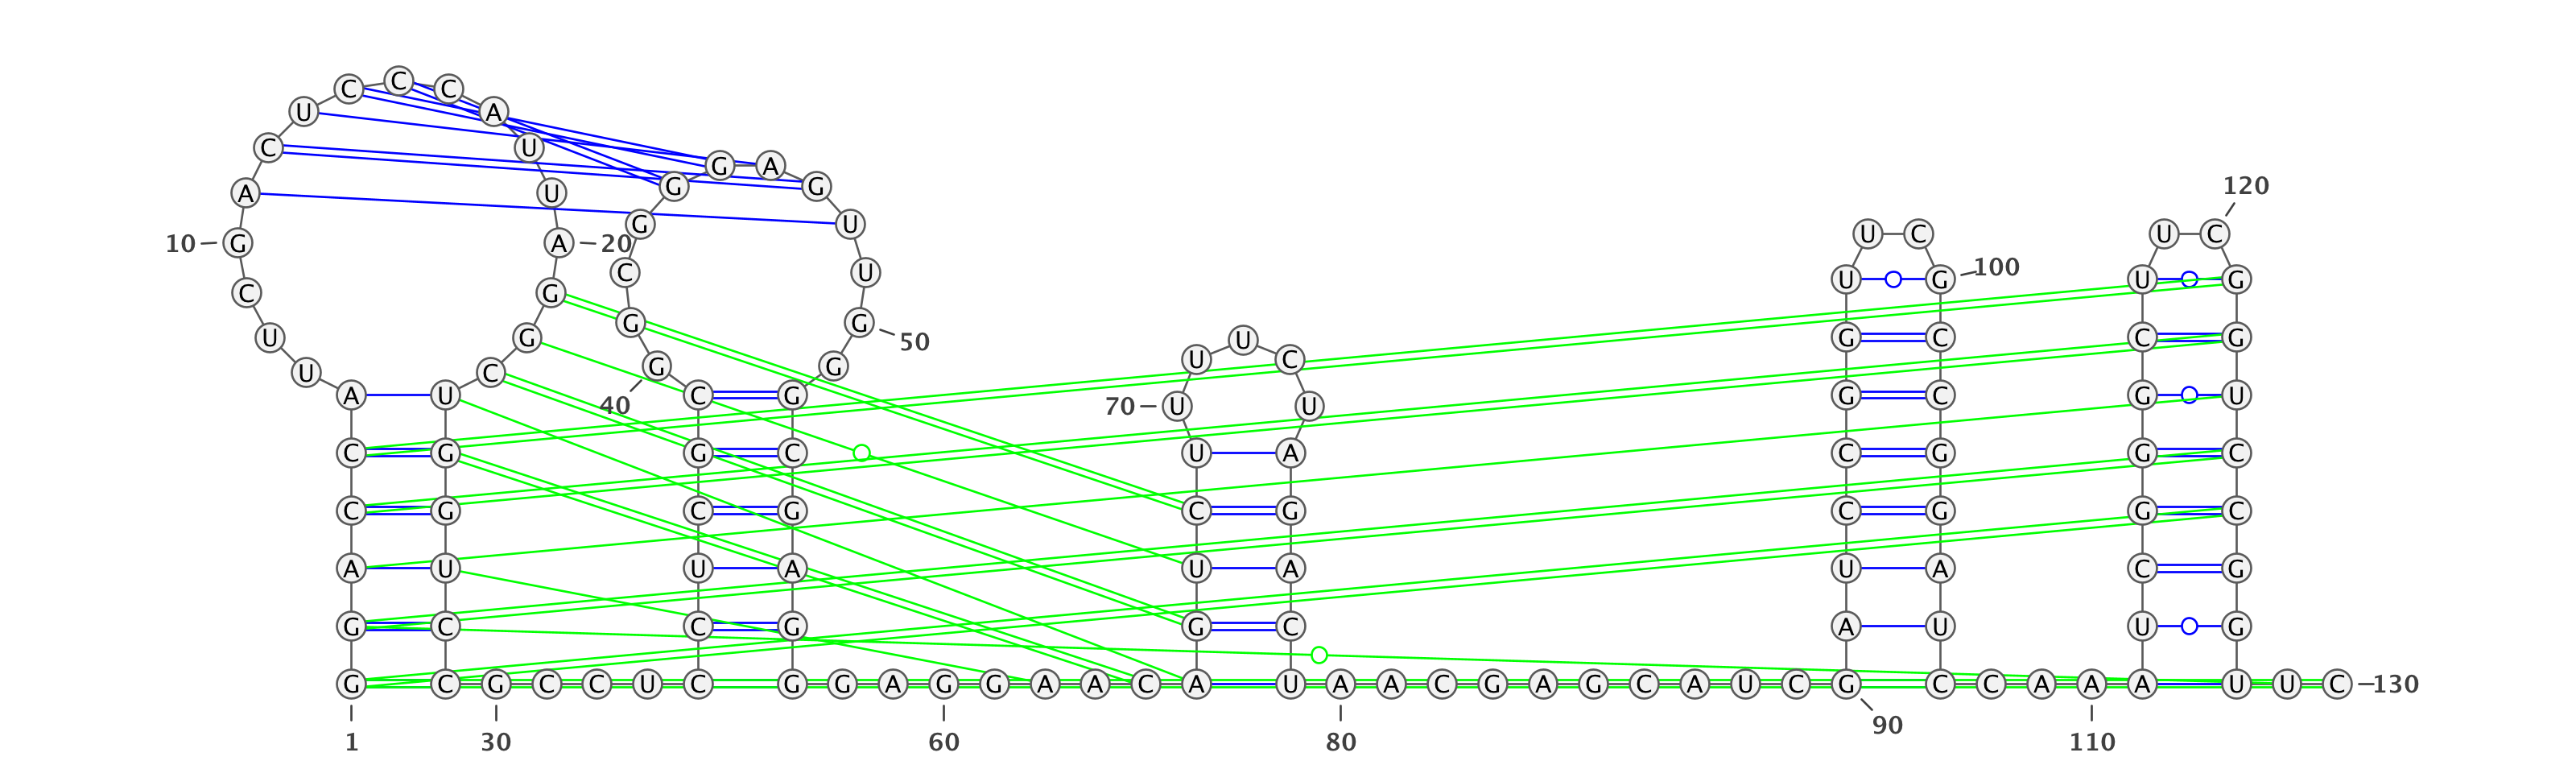 C C C A
U G A
C U G G
A U G U
10 G A 20 C U
C G G G 50
U G G G
U C 40
A U C G
C G G C
C G C G
A U U A
G C C G
G C G C C U C G G A G G A A C A U A A C G A G C A U C G C C A A A A U U C 130
U
U C
70 U U
U A
C G
U A
G C
U C
U G 100
G C
G C
C G
C G
U A
A U
120
U C
U G
C G
G U
G C
G C
C G
U G
1 30 60 80 90 110